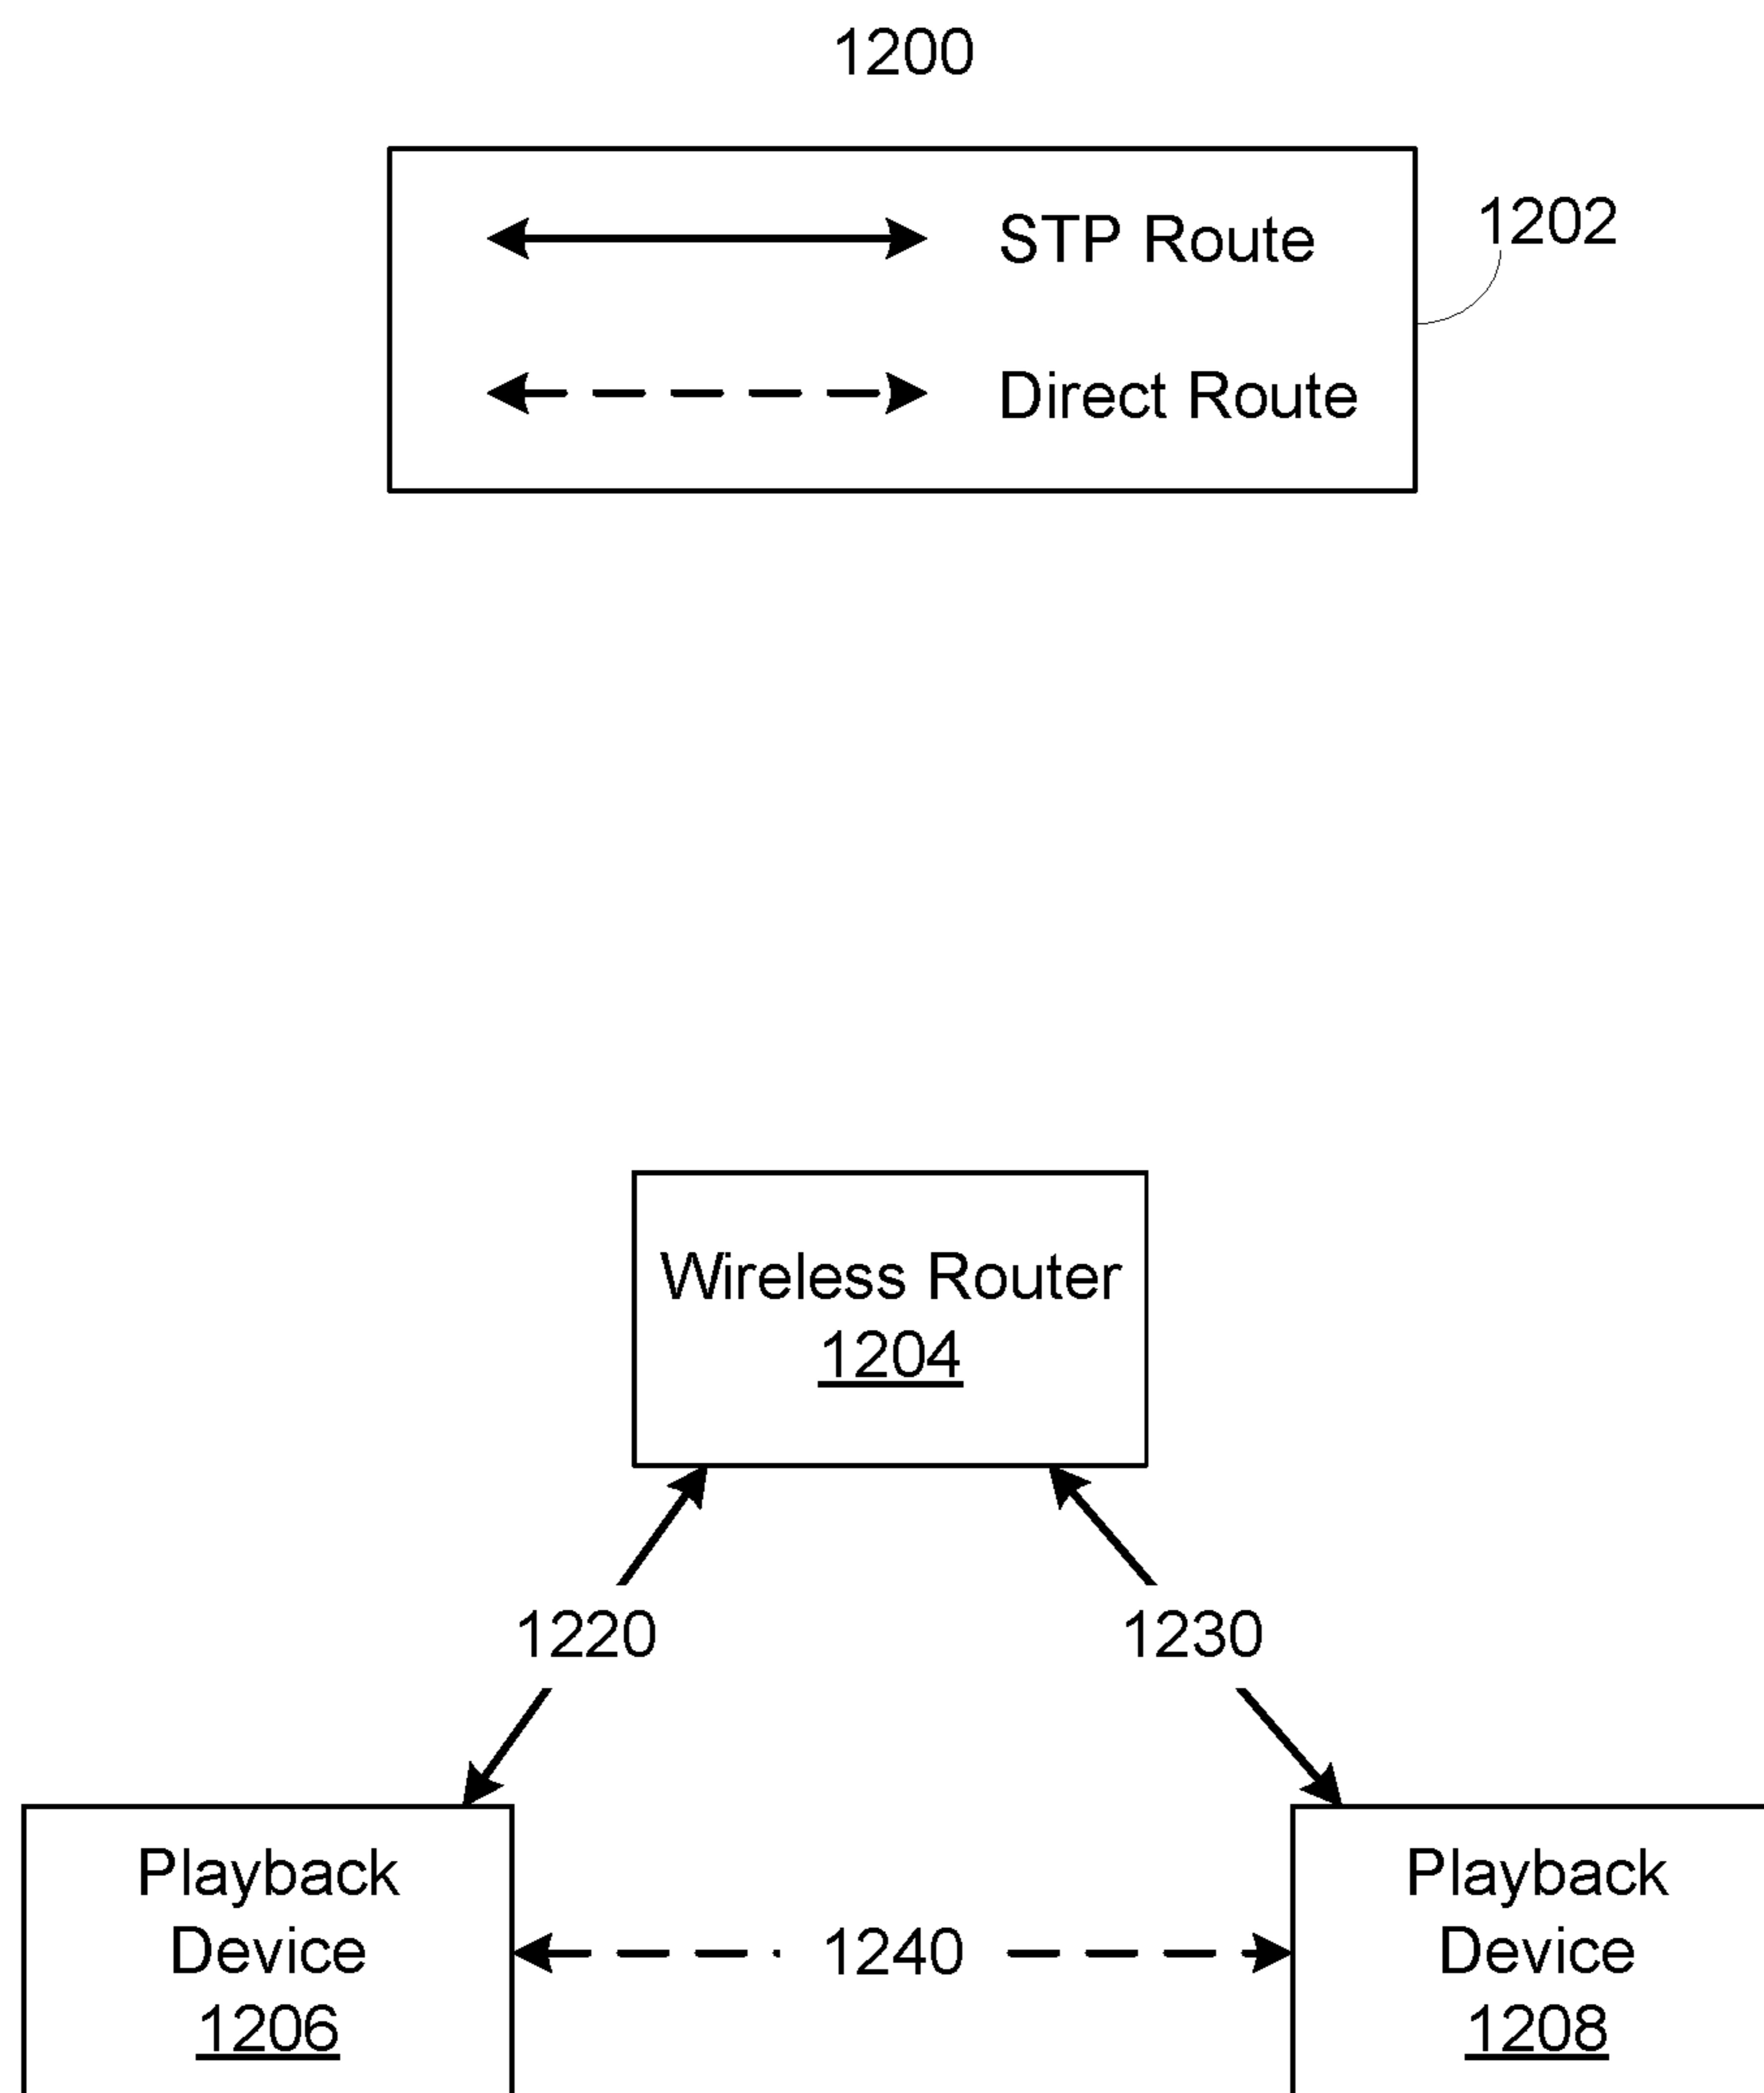 1200
STP Route
1202
Direct Route
Wireless Router
1204
1220
1230
Playback
Device
1206
1240
Playback
Device
1208